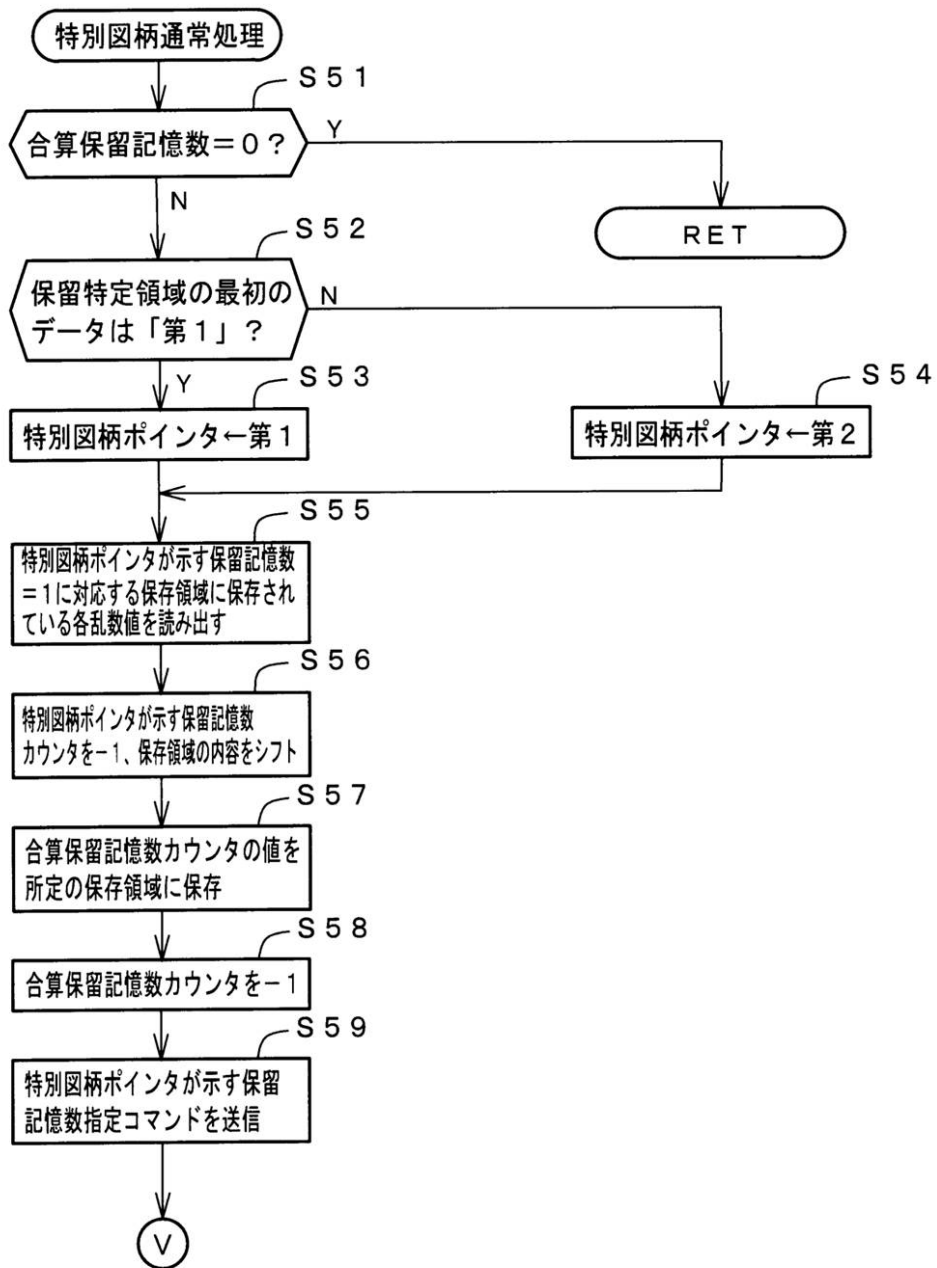 特別図柄通常処理
S51
合算保留記憶数=0?
Y
N
RET
S52
保留特定領域の最初の
データは「第1」?
N
Y
S53
特別図柄ポインタ←第1
S54
特別図柄ポインタ←第2
S55
特別図柄ポインタが示す保留記憶数
=1に対応する保存領域に保存され
ている各乱数値を読み出す
S56
特別図柄ポインタが示す保留記憶数
カウンタを-1、保存領域の内容をシフト
S57
合算保留記憶数カウンタの値を
所定の保存領域に保存
S58
合算保留記憶数カウンタを-1
S59
特別図柄ポインタが示す保留
記憶数指定コマンドを送信
V